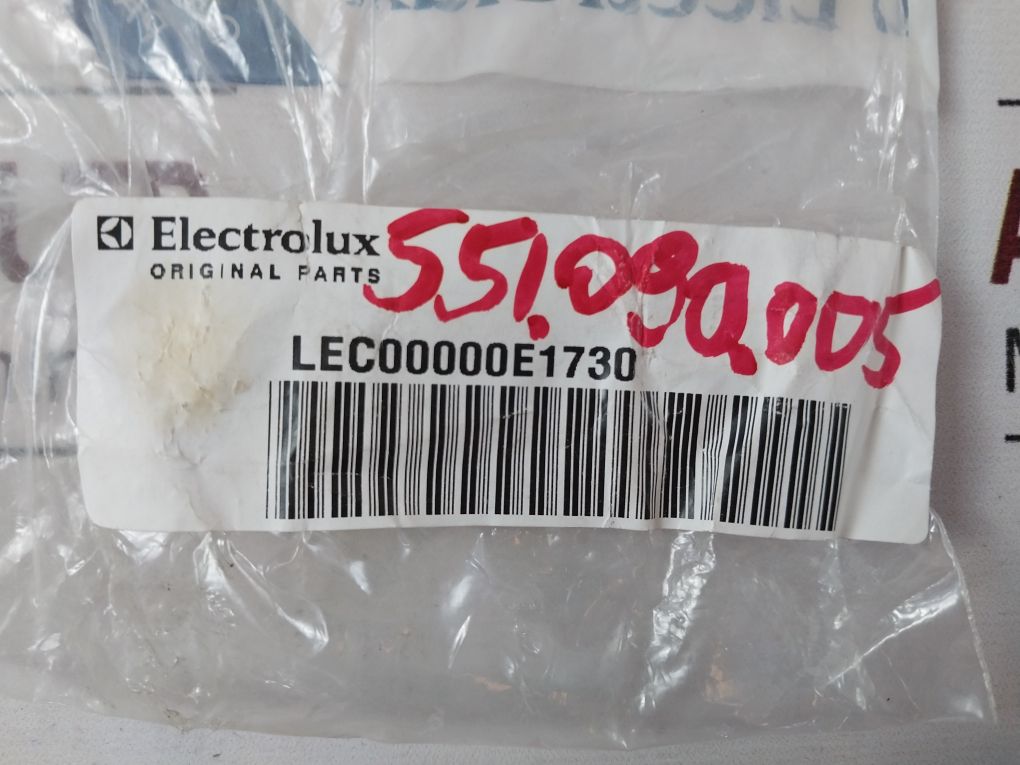 Electrolux
ORIGINAL PARTS
551.090.005
LEC00000E1730